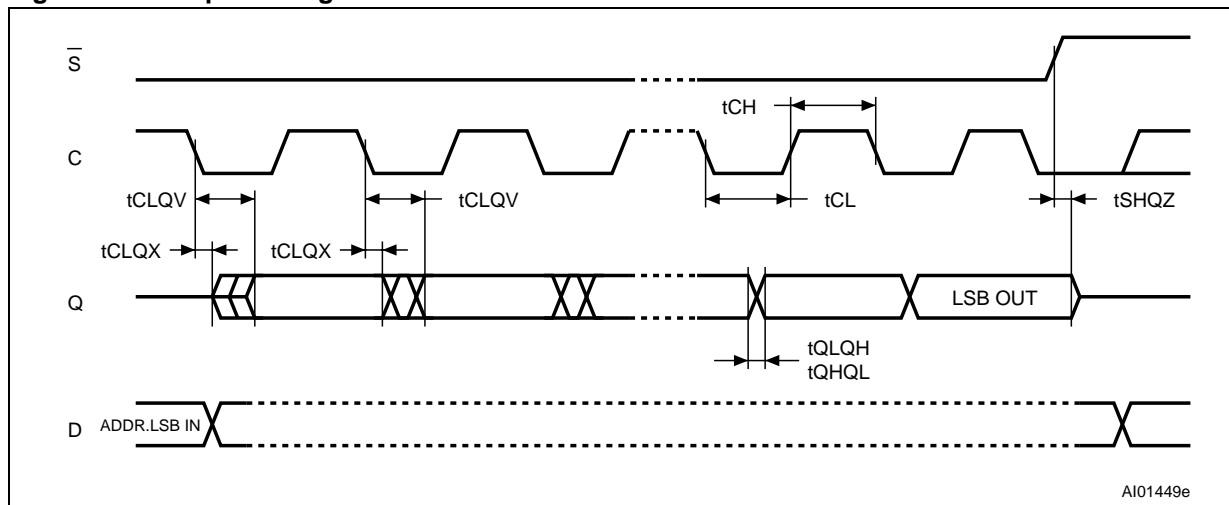 S
tCH
C
tCLQV
tCLQV
tCL
tSHQZ
tCLQX
tCLQX
Q
LSB OUT
tQLQH
tQHQL
D
ADDR.LSB IN
AI01449e